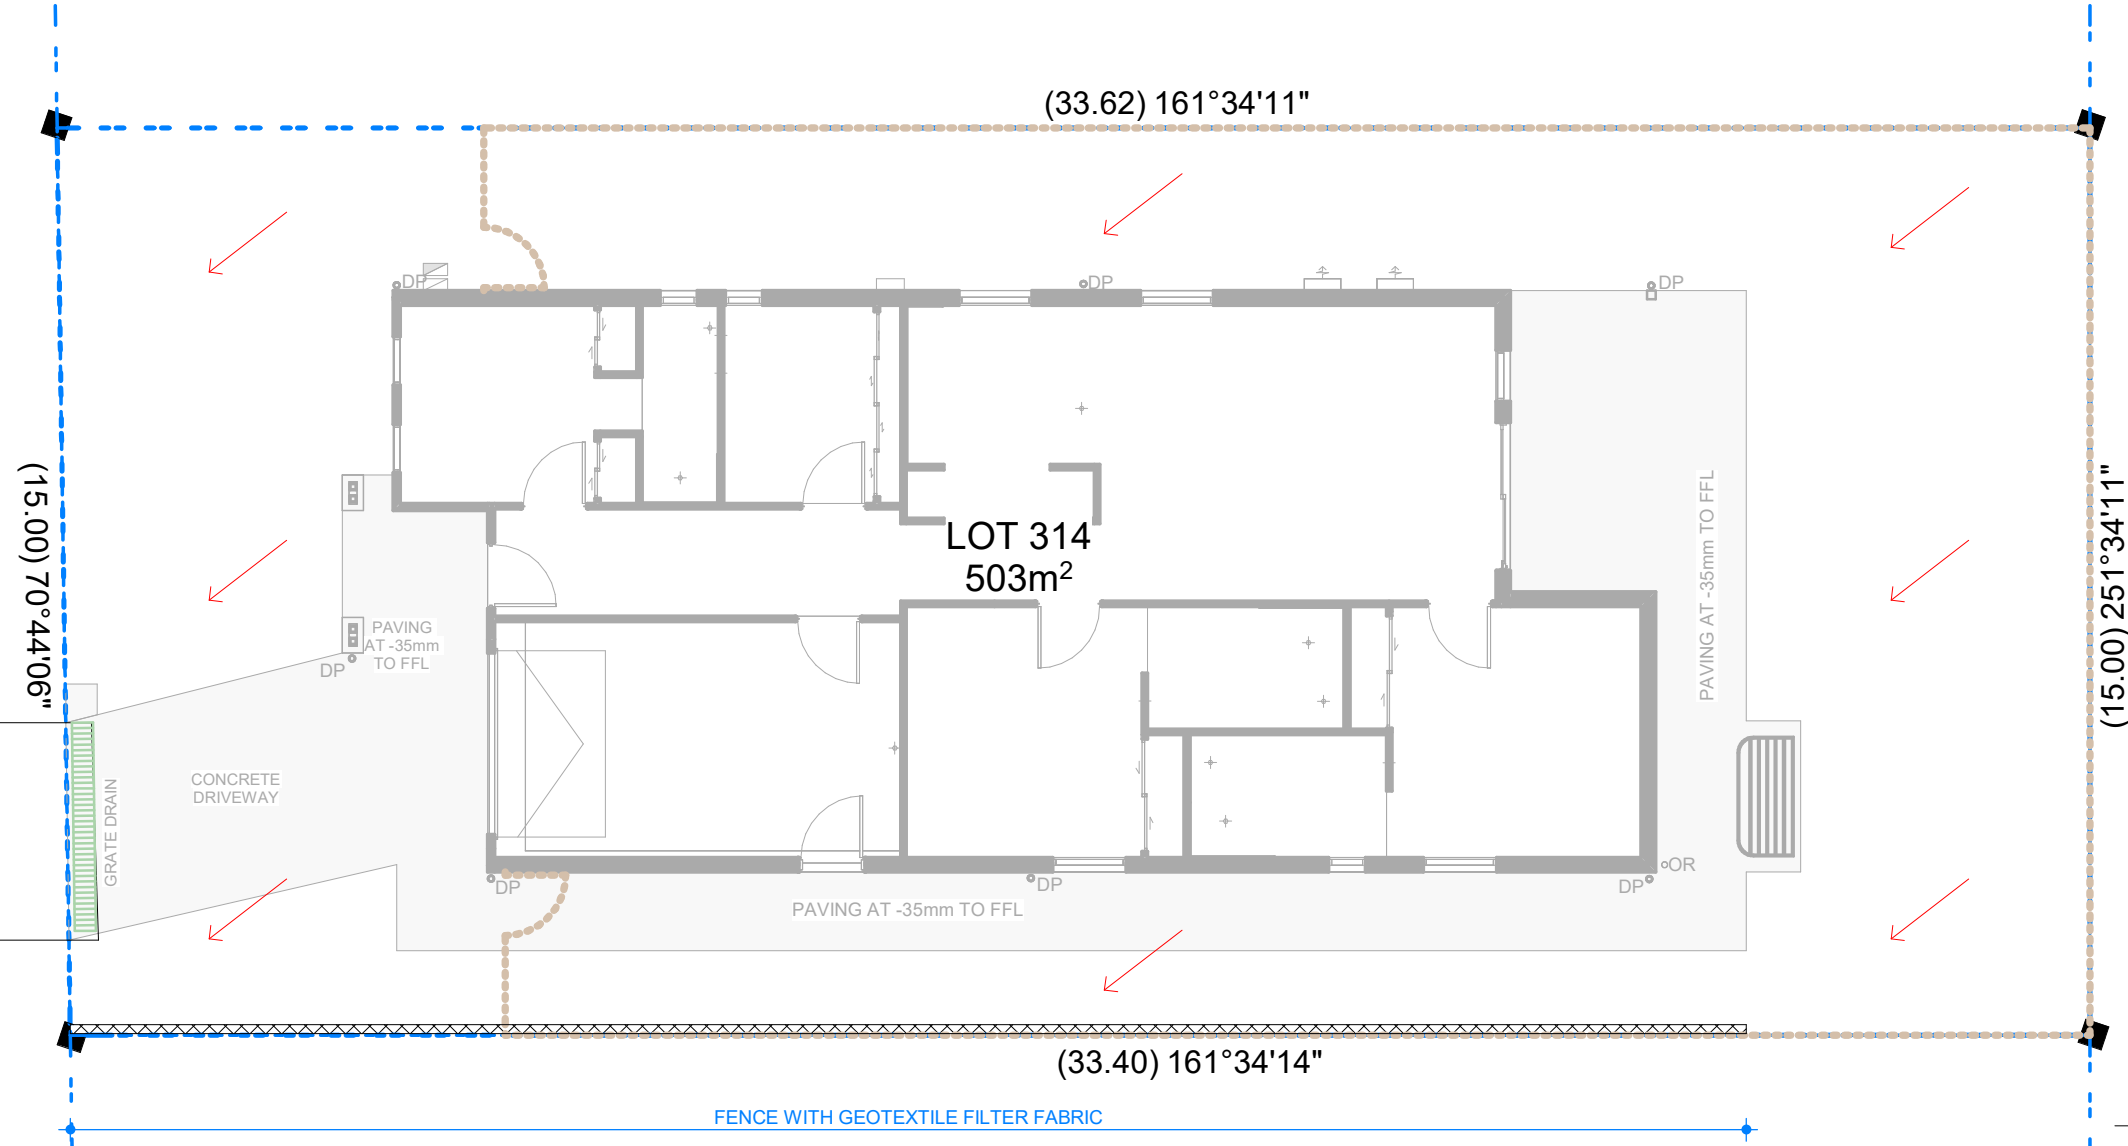 (33.62) 161°34'11"
DP
DP
DP
(15.00) 70°44'06"
LOT 314
503m²
PAVING AT -35mm TO FFL
(15.00) 251°34'11"
PAVING
AT -35mm
TO FFL
DP
CONCRETE
DRIVEWAY
GRATE DRAIN
DP
DP
DP
OR
PAVING AT -35mm TO FFL
(33.40) 161°34'14"
FENCE WITH GEOTEXTILE FILTER FABRIC